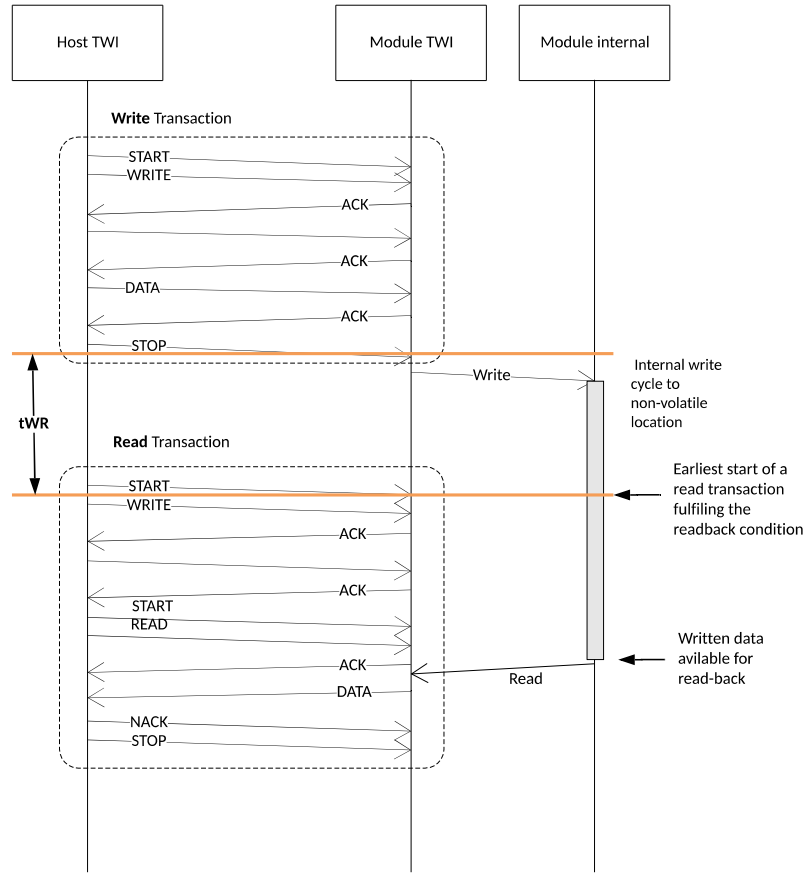 Host TWI
Module TWI
Module internal
Write Transaction
START
WRITE
ACK
ACK
DATA
ACK
STOP
Write
Internal write
cycle to
non-volatile
location
tWR
Read Transaction
START
WRITE
Earliest start of a
read transaction
fulfiling the
readback condition
ACK
ACK
START
READ
ACK
Read
Written data
avilable for
read-back
DATA
NACK
STOP